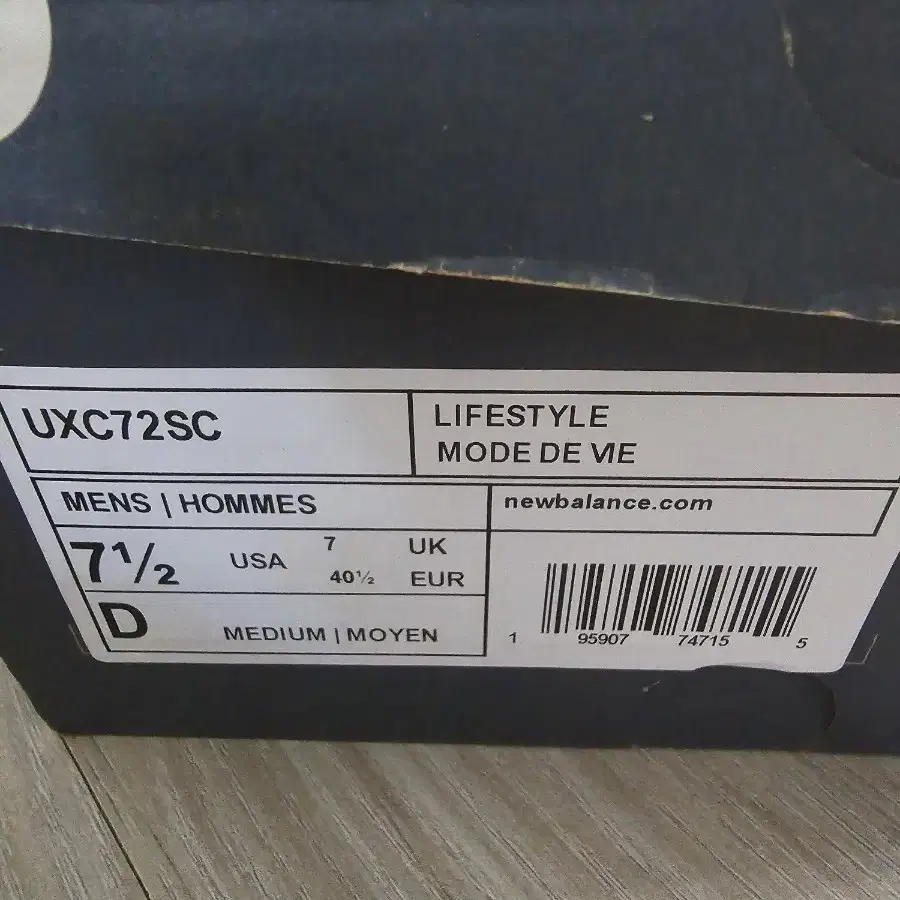 UXC72SC
LIFESTYLE
MODE DE VIE
MENS | HOMMES
newbalance.com
7½ USA 7 UK
40½ EUR
D MEDIUM | MOYEN
1 95907 74715 5